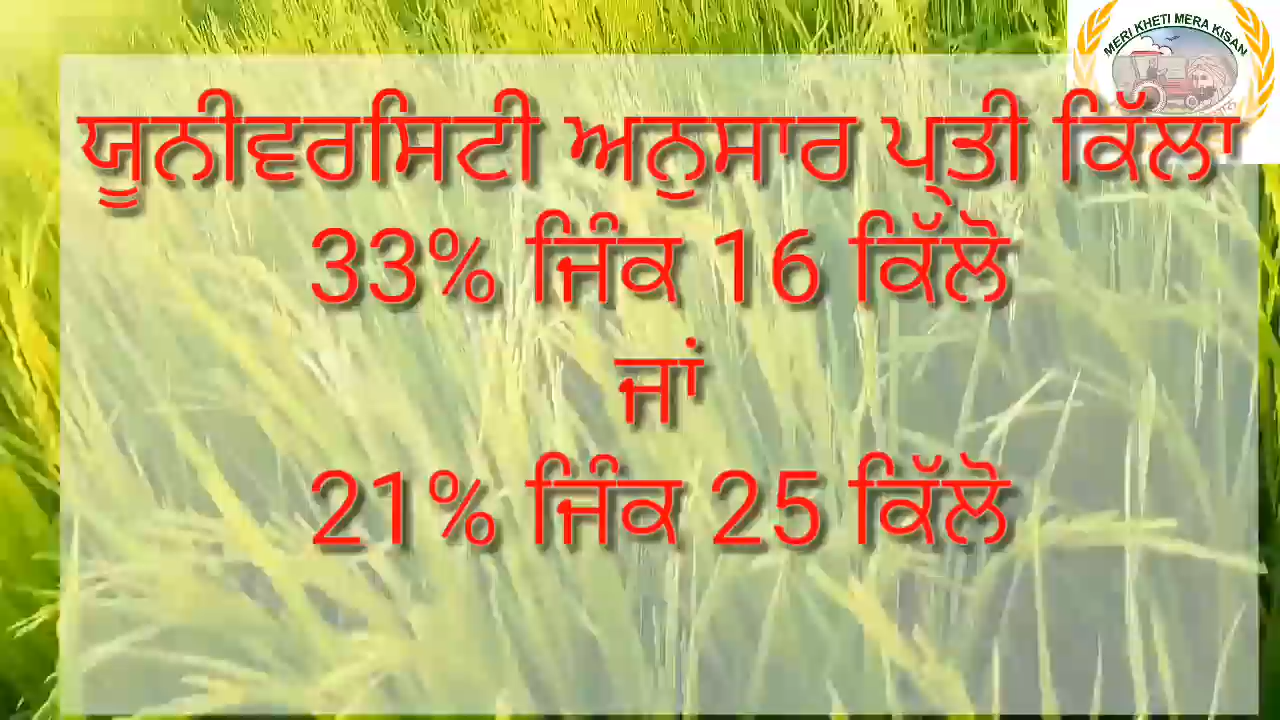 MERI KHETI MERA KISAN
ਯੂਨੀਵਰਸਿਟੀ ਅਨੁਸਾਰ ਪ੍ਰਤੀ ਕਿੱਲਾ
33% ਜਿੰਕ 16 ਕਿੱਲੋ
ਜਾਂ
21% ਜਿੰਕ 25 ਕਿੱਲੋ